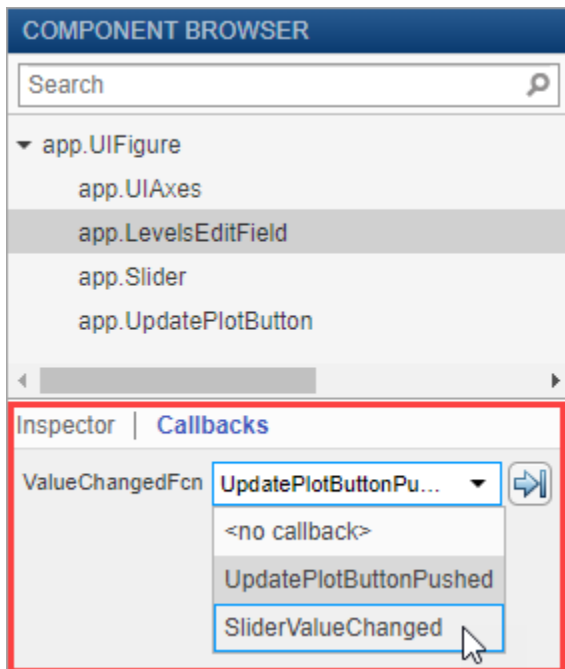 COMPONENT BROWSER
Search
app.UIFigure
app.UIAxes
app.LevelsEditField
app.Slider
app.UpdatePlotButton
Inspector | Callbacks
ValueChangedFcn UpdatePlotButtonPu...
<no callback>
UpdatePlotButtonPushed
SliderValueChanged